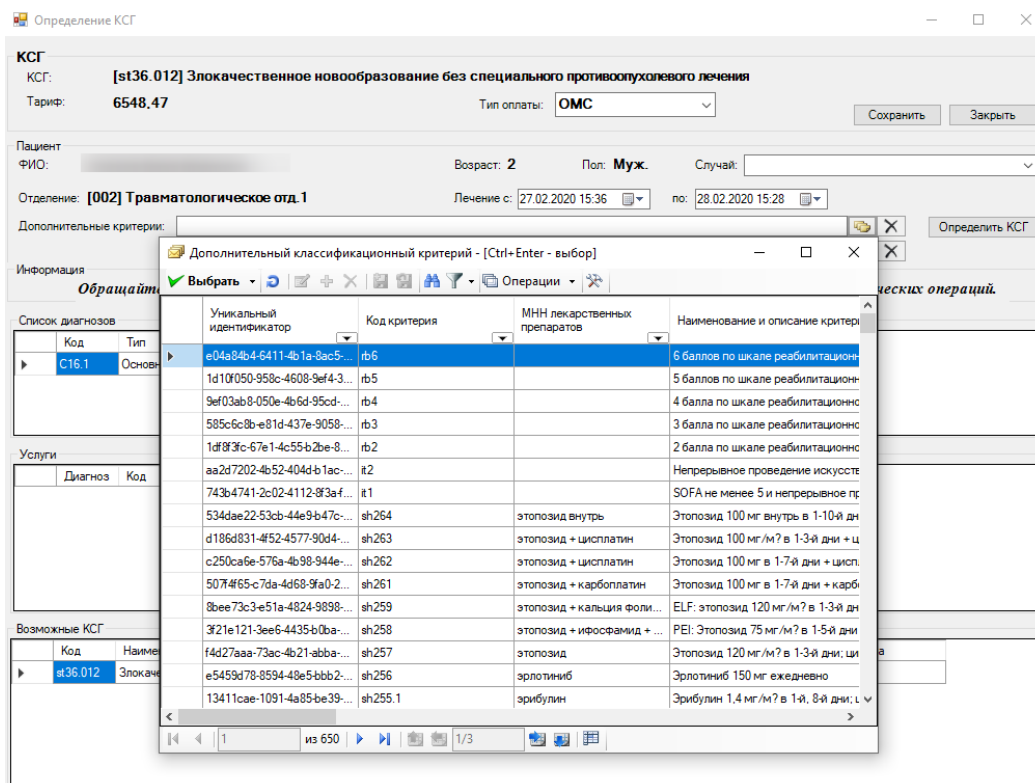 Определение КСГ
КСГ
КСГ: [st36.012] Злокачественное новообразование без специального противоопухолевого лечения
Тариф: 6548,47 Тип оплаты: ОМС
Сохранить Закрыть
Пациент
ФИО: Возраст: 2 Пол: Муж. Случай:
Отделение: [002] Травматологическое отд.1 Лечение с: 27.02.2020 15:36 по: 28.02.2020 15:28
Дополнительные критерии: Определить КСГ
Информация
Обращайте
ческих операций.
Список диагнозов
Код Тип
C16.1 Основн
Услуги
Диагноз Код
Возможные КСГ
Код Наимен
st36.012 Злокаче
Дополнительный классификационный критерий - [Ctrl+Enter - выбор]
Выбрать Операции
Уникальный идентификатор Код критерия МНН лекарственных препаратов Наименование и описание критери
e04a84b4-6411-4b1a-8ac5-... rb6 6 баллов по шкале реабилитационн
1d10f050-958c-4608-9ef4-3... rb5 5 баллов по шкале реабилитационн
9ef03ab8-050e-4b6d-95cd-... rb4 4 балла по шкале реабилитационно
585c6c8b-e81d-437e-9058-... rb3 3 балла по шкале реабилитационно
1df8f3fc-67e1-4c55-b2be-8... rb2 2 балла по шкале реабилитационно
aa2d7202-4b52-404d-b1ac-... it2 Непрерывное проведение искусств
743b4741-2c02-4112-8f3a-f... it1 SOFA не менее 5 и непрерывное пр
534dae22-53cb-44e9-b47c-... sh264 этопозид внутрь Этопозид 100 мг внутрь в 1-10-й дн
d186d831-4f52-4577-90d4-... sh263 этопозид + цисплатин Этопозид 100 мг/м? в 1-3-й дни + ц
c250ca6e-576a-4b98-944e-... sh262 этопозид + цисплатин Этопозид 100 мг в 1-7-й дни + цисп.
507f4f65-c7da-4d68-9fa0-2... sh261 этопозид + карбоплатин Этопозид 100 мг в 1-7-й дни + карбо
8bee73c3-e51a-4824-9898-... sh259 этопозид + кальция фоли... ELF: этопозид 120 мг/м? в 1-3-й дн
3f21e121-3ee6-4435-b0ba-... sh258 этопозид + ифосфамид + ... PEI: Этопозид 75 мг/м? в 1-5-й дни
f4d27aaa-73ac-4b21-abba-... sh257 этопозид Этопозид 120 мг/м? в 1-3-й дни; ци
e5459d78-8594-48e5-bbb2-... sh256 эрлотиниб Эрлотиниб 150 мг ежедневно
13411cae-1091-4a85-be39-... sh255.1 эрибулин Эрибулин 1,4 мг/м? в 1-й, 8-й дни; ц
1 из 650 1/3